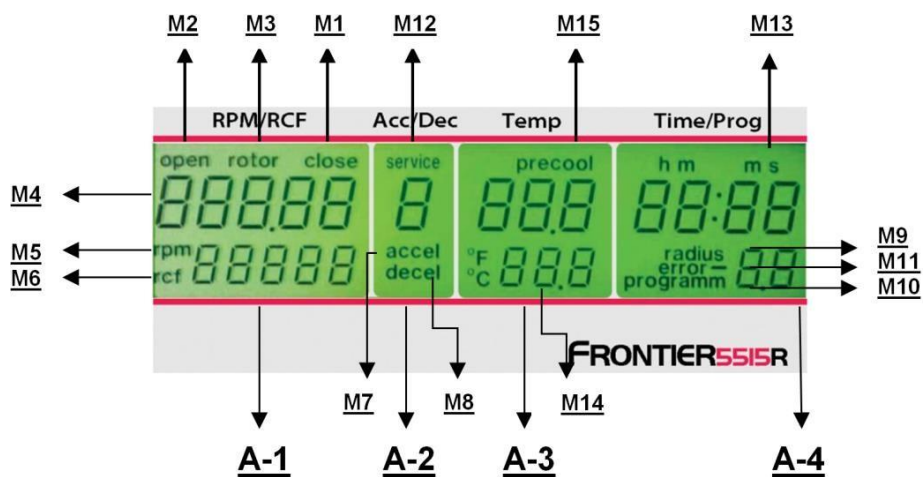 M2 M3 M1 M12 M15 M13
RPM/RCF Acc/Dec Temp Time/Prog
open rotor close service precool h m m s
M4 888.88 8 88.8 88:88
M5 rpm 88888 accel °F 88.8 radius 8.8 M9
M6 rcf decel °C error M11
programm M10
FRONTIER5515R
M7 M8 M14
A-1 A-2 A-3 A-4